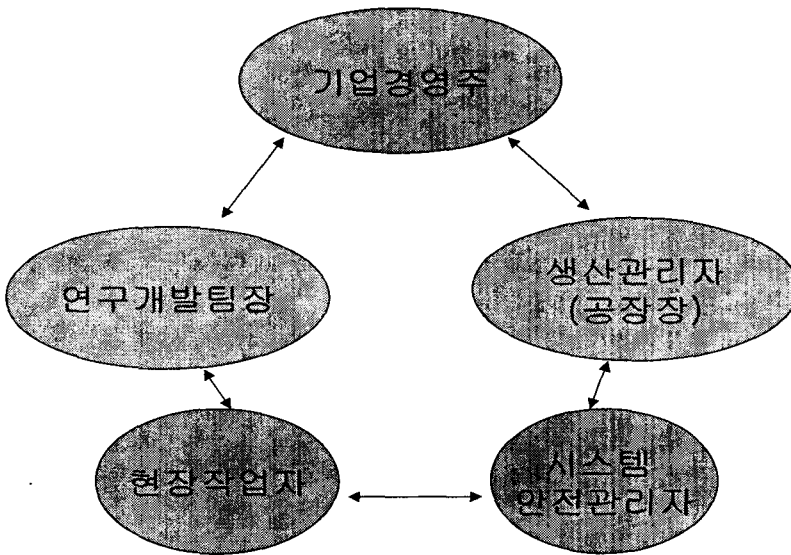 기업경영주
연구개발팀장
생산관리자
(공장장)
현장작업자
시스템
안전관리자